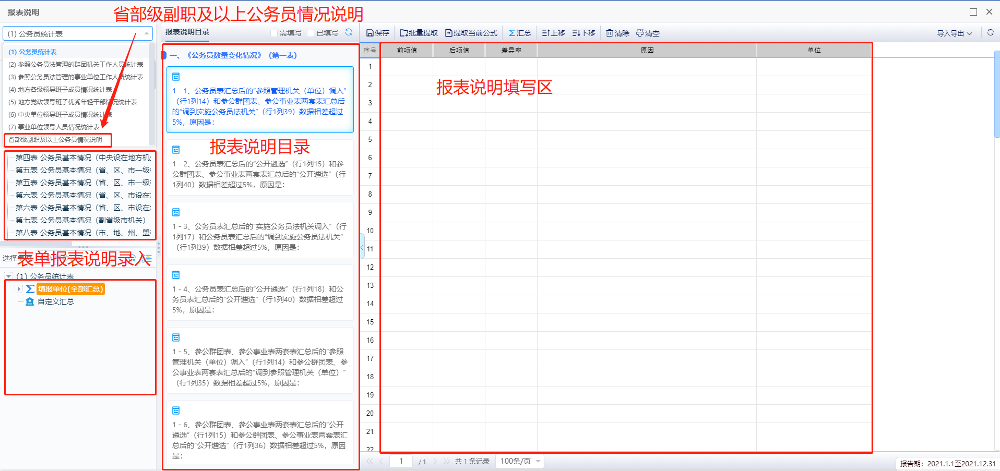 报表说明
省部级副职及以上公务员情况说明
(1) 公务员统计表
(1) 公务员统计表
(2) 参照公务员法管理的群团机关工作人员统计表
(3) 参照公务员法管理的事业单位工作人员统计表
(4) 地方各级领导班子成员情况统计表
(5) 地方党政领导班子优秀年轻干部情况统计表
(6) 中央单位领导班子成员情况统计表
(7) 事业单位领导人员情况统计表
省部级副职及以上公务员情况说明
第四表 公务员基本情况（中央设在地方机
第五表 公务员基本情况（省、区、市一级
第五表 公务员基本情况（省、区、市一级
第六表 公务员基本情况（省、区、市设在
第六表 公务员基本情况（省、区、市设在
第七表 公务员基本情况（副省级市机关）
第八表 公务员基本情况（市、地、州、盟
选择
表单报表说明录入
(1) 公务员统计表
填报单位(全部汇总)
自定义汇总
报表说明目录 需填写 已填写
一、《公务员数量变化情况》（第一表）
1 - 1、公务员表汇总后的“参照管理机关（单位）调入”
（行1列14）和参公群团表、参公事业表两套表汇总后
的“调到实施公务员法机关”（行1列39）数据相差超过
5%，原因是：
报表说明目录
1 - 2、公务员表汇总后的“公开遴选”（行1列15）和参
公群团表、参公事业表两套表汇总后的“公开遴选”（行
1列40）数据相差超过5%，原因是：
1 - 3、公务员表汇总后的“实施公务员法机关调入”（行
1列17）和公务员表汇总后的“调到实施公务员法机关”
（行1列39）数据相差超过5%，原因是：
1 - 4、公务员表汇总后的“公开遴选”（行1列18）和公
务员表汇总后的“公开遴选”（行1列40）数据相差超过
5%，原因是：
1 - 5、参公群团表、参公事业表两套表汇总后的“参照
管理机关（单位）调入”（行1列14）和参公群团表、参
公事业表两套表汇总后的“调到参照管理机关（单位）”
（行1列35）数据相差超过5%，原因是：
1 - 6、参公群团表、参公事业表两套表汇总后的“公开
遴选”（行1列15）和参公群团表、参公事业表两套表汇
总后的“公开遴选”（行1列36）数据相差超过5%，原因
是：
保存 批量提取 提取当前公式 汇总 上移 下移 清除 清空 导入导出
序号 前项值 后项值 差异率 原因 单位
报表说明填写区
1
2
3
4
5
6
7
8
9
10
11
12
13
14
15
16
17
18
19
20
21
22
1 / 1 共 1 条记录 100条/页
报告期：2021.1.1至2021.12.31